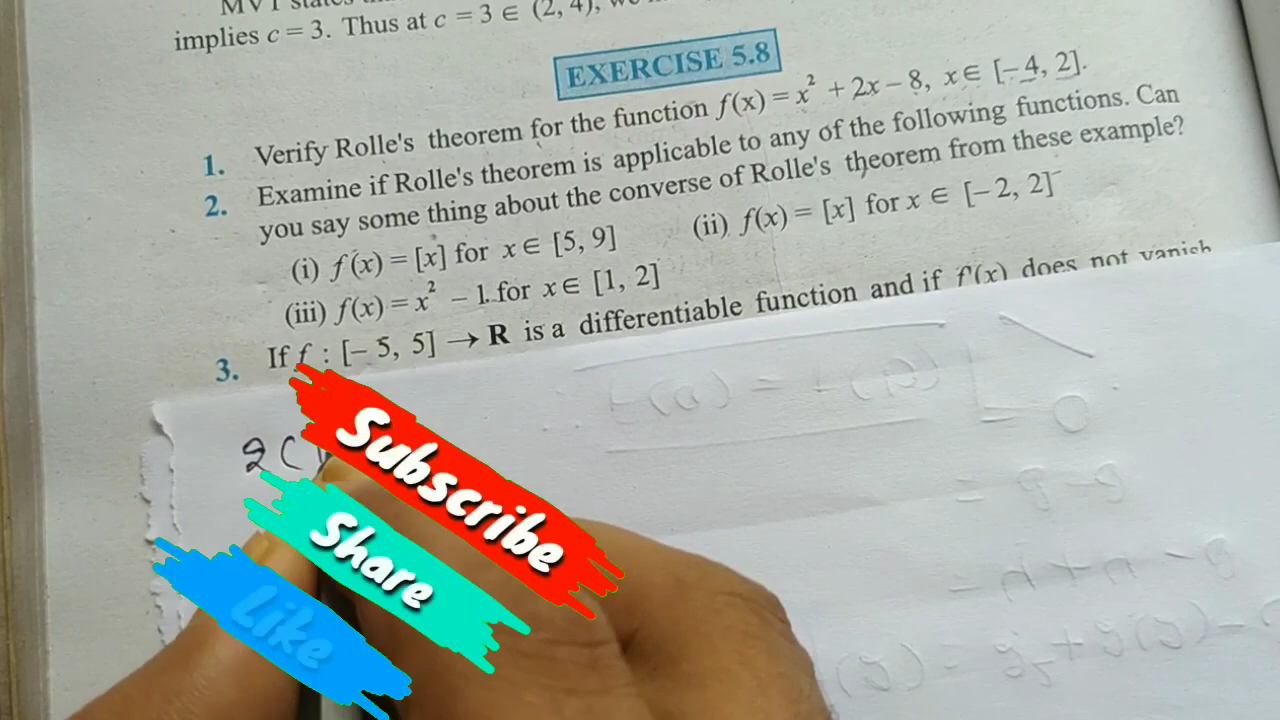 MVT states
implies c = 3. Thus at c = 3 ∈ (2, 4),
EXERCISE 5.8
1. Verify Rolle's theorem for the function f(x) = x² + 2x – 8, x ∈ [– 4, 2].
2. Examine if Rolle's theorem is applicable to any of the following functions. Can
you say some thing about the converse of Rolle's theorem from these example?
(i) f(x) = [x] for x ∈ [5, 9] (ii) f(x) = [x] for x ∈ [– 2, 2]
(iii) f(x) = x² – 1 for x ∈ [1, 2]
3. If f : [– 5, 5] → R is a differentiable function and if f′(x) does not vanish
2(
Subscribe
Share
Like